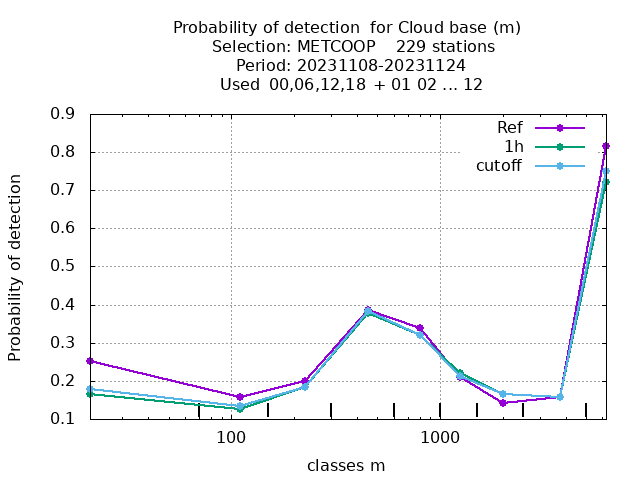 Probability of detection  for Cloud base (m)
Selection: METCOOP    229 stations
Period: 20231108-20231124
Used  00,06,12,18  + 01 02 ... 12
0.9
0.8
0.7
0.6
0.5
0.4
0.3
0.2
0.1
Probability of detection
Ref
1h
cutoff
100
1000
classes m